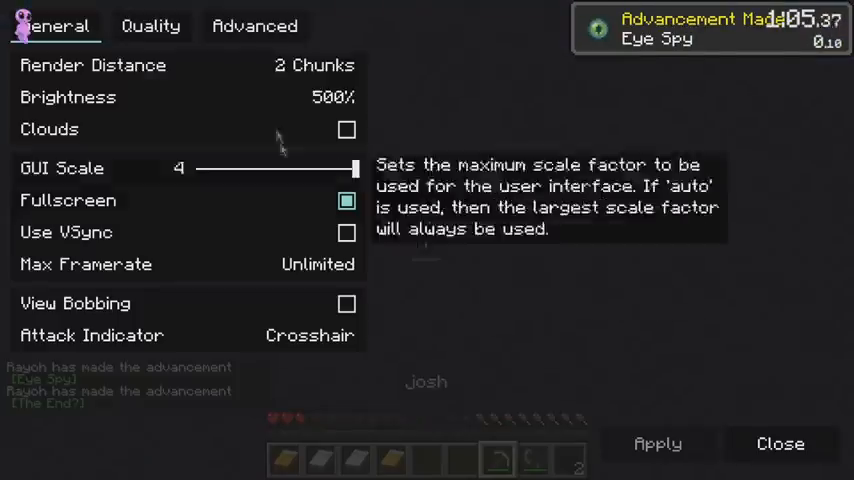 General Quality Advanced
Advancement Made!
1:05.37
Eye Spy
0.10
Render Distance 2 Chunks
Brightness 500%
Clouds
GUI Scale 4
Fullscreen
Use VSync
Max Framerate Unlimited
View Bobbing
Attack Indicator Crosshair
Sets the maximum scale factor to be
used for the user interface. If 'auto'
is used, then the largest scale factor
will always be used.
Rayoh has made the advancement
[Eye Spy]
Rayoh has made the advancement
[The End?]
josh
2
Apply Close